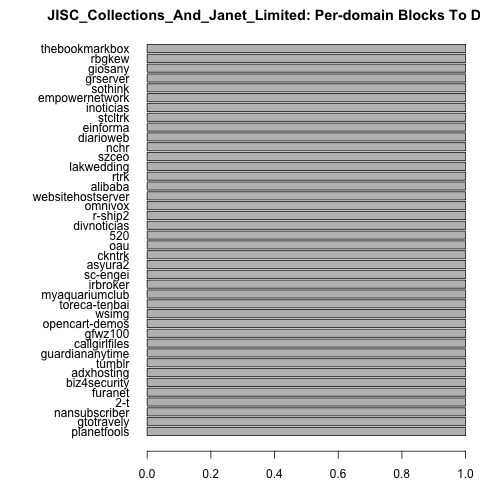 JISC_Collections_And_Janet_Limited: Per-domain Blocks To D
thebookmarkbox
rbgkew
giosany
grserver
sothink
empowernetwork
inoticias
stcltrk
einforma
diarioweb
nchr
szceo
lakwedding
rtrk
alibaba
websitehostserver
omnivox
r-ship2
divnoticias
520
oau
ckntrk
asyura2
sc-engei
irbroker
myaquariumclub
toreca-tenbai
wsimg
opencart-demos
gfwz100
callgirlfiles
guardiananytime
tumblr
adxhosting
biz4security
furanet
2-t
nansubscriber
gtotravely
planetfools
0.0 0.2 0.4 0.6 0.8 1.0